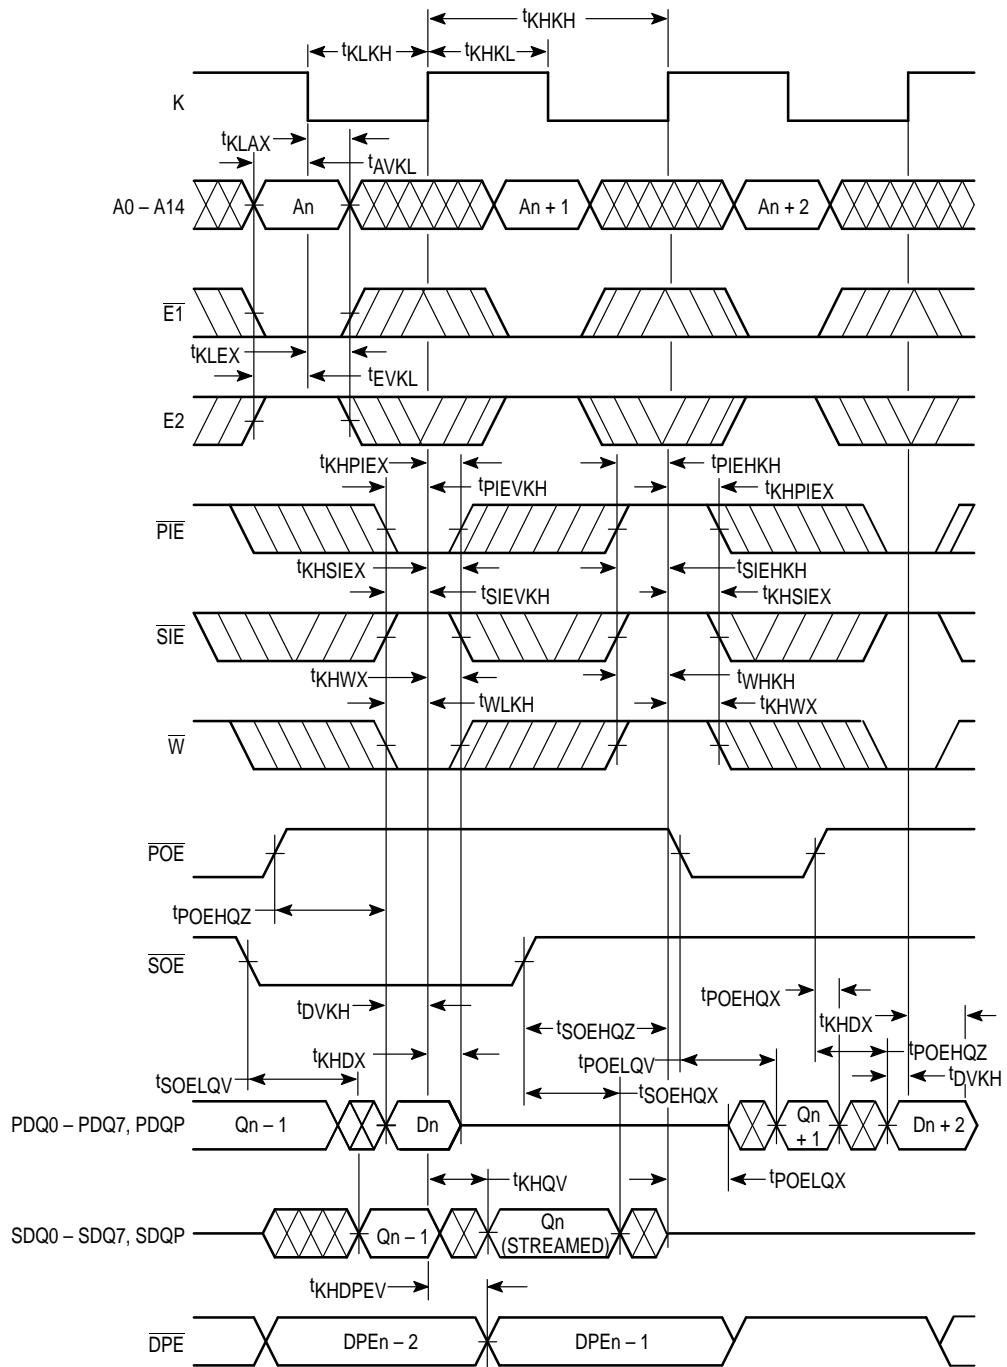 tKHKH
tKLKH
tKHKL
K
tKLAX
tAVKL
A0 – A14
An
An + 1
An + 2
E1
tKLEX
tEVKL
E2
tKHPIEX
tPIEHKH
tPIEVKH
tKHPIEX
PIE
tKHSIEX
tSIEHKH
tSIEVKH
tKHSIEX
SIE
tKHWX
tWHKH
tWLKH
tKHWX
W
POE
tPOEHQZ
SOE
tPOEHQX
tDVKH
tKHDX
tSOEHQZ
tKHDX
tPOELQV
tPOEHQZ
tSOELQV
tSOEHQX
tDVKH
PDQ0 – PDQ7, PDQP
Qn – 1
Dn
Qn
+ 1
Dn + 2
tKHQV
tPOELQX
SDQ0 – SDQ7, SDQP
Qn – 1
Qn
(STREAMED)
tKHDPEV
DPE
DPEn – 2
DPEn – 1